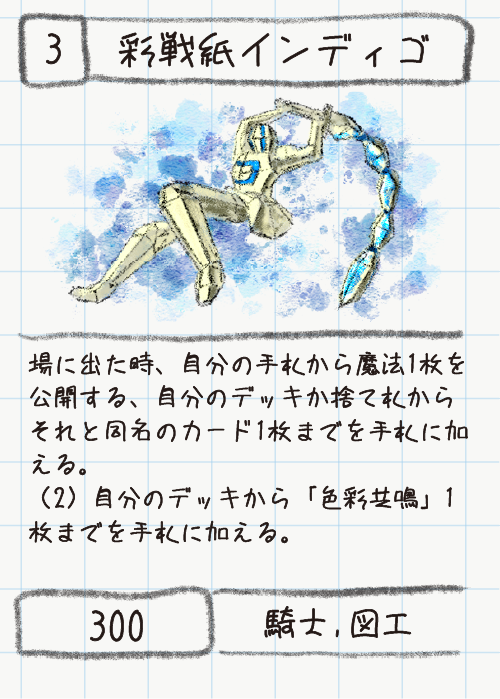 3
彩戦紙インディゴ
場に出た時、自分の手札から魔法1枚を
公開する、自分のデッキか捨て札から
それと同名のカード1枚までを手札に加
える。
（2）自分のデッキから「色彩共鳴」1
枚までを手札に加える。
300
騎士,図工